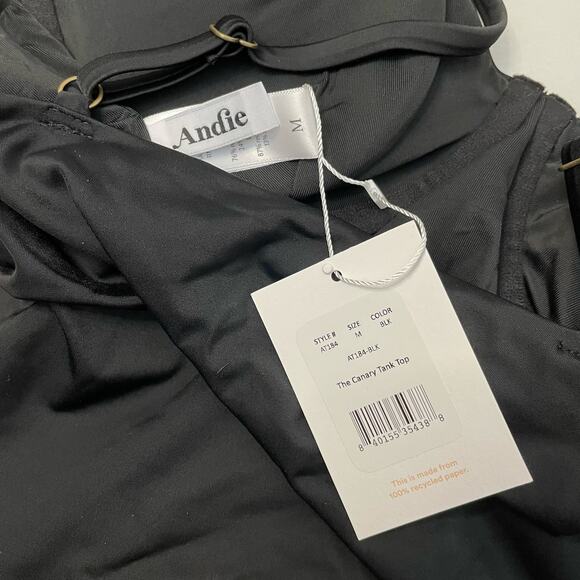 Andie
M
STYLE # SIZE COLOR
AT184 M BLK
AT184-BLK
The Canary Tank Top
8 40155 35438 8
This is made from
100% recycled paper.